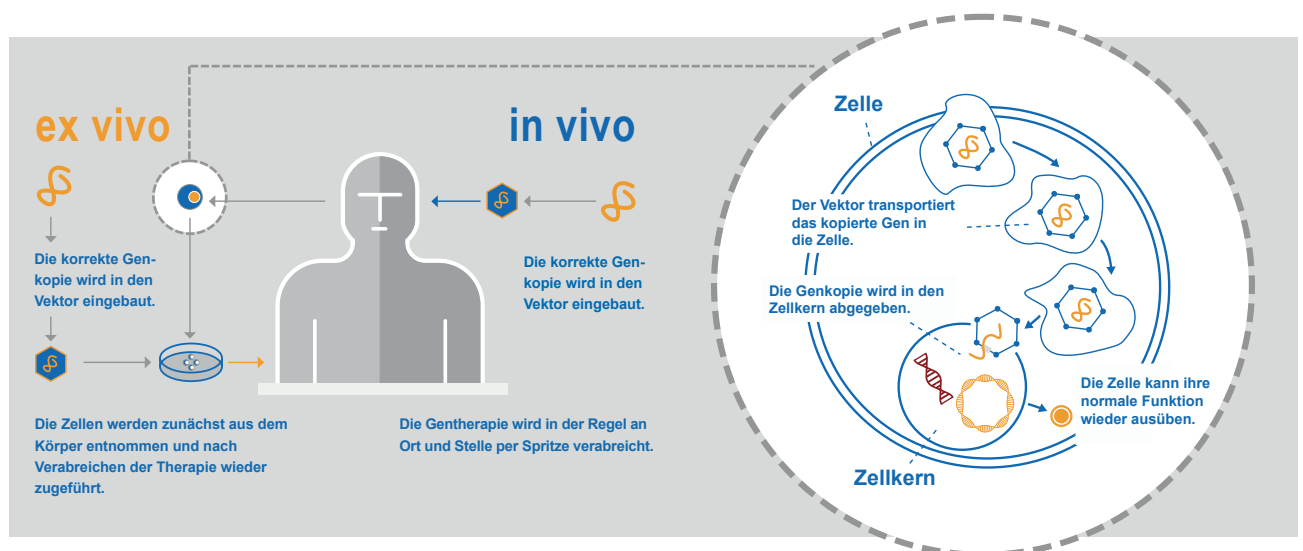 ex vivo
Die korrekte Gen-
kopie wird in den
Vektor eingebaut.
Die Zellen werden zunächst aus dem
Körper entnommen und nach
Verabreichen der Therapie wieder
zugeführt.
in vivo
Die korrekte Gen-
kopie wird in den
Vektor eingebaut.
Die Gentherapie wird in der Regel an
Ort und Stelle per Spritze verabreicht.
Zelle
Der Vektor transportiert
das kopierte Gen in
die Zelle.
Die Genkopie wird in den
Zellkern abgegeben.
Die Zelle kann ihre
normale Funktion
wieder ausüben.
Zellkern